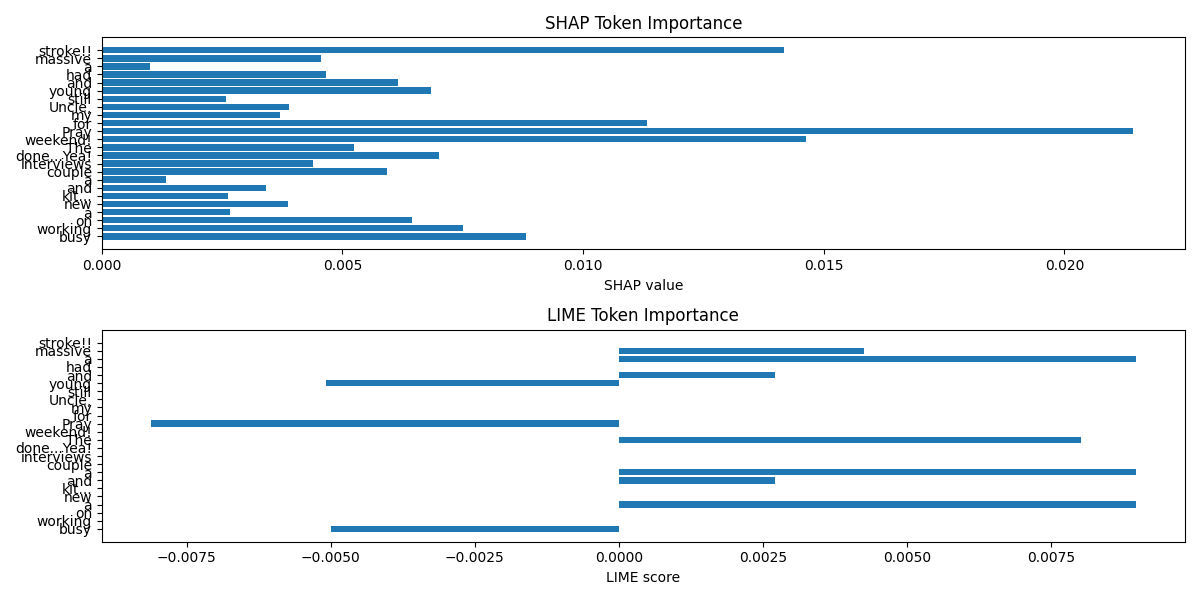 SHAP Token Importance
stroke!!
massive
a
had
and
young
still
Uncle,
my
for
Pray
weekend!
The
done...Yea!
interviews
couple
a
and
kit...
new
a
on
working
busy
0.000 0.005 0.010 0.015 0.020
SHAP value
LIME Token Importance
stroke!!
massive
a
had
and
young
still
Uncle,
my
for
Pray
weekend!
The
done...Yea!
interviews
couple
a
and
kit...
new
a
on
working
busy
−0.0075 −0.0050 −0.0025 0.0000 0.0025 0.0050 0.0075
LIME score